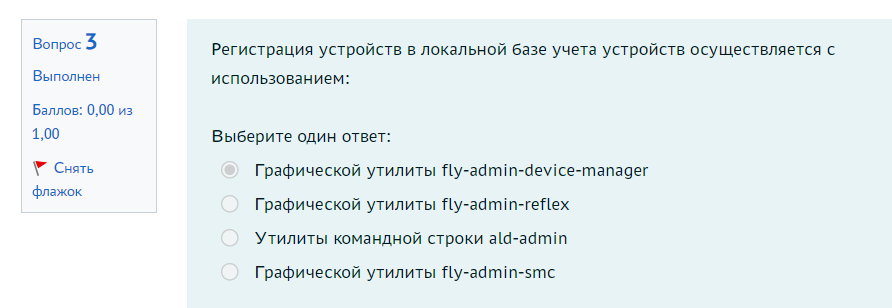 Вопрос 3
Выполнен
Баллов: 0,00 из
1,00
Снять
флажок
Регистрация устройств в локальной базе учета устройств осуществляется с
использованием:
Выберите один ответ:
Графической утилиты fly-admin-device-manager
Графической утилиты fly-admin-reflex
Утилиты командной строки ald-admin
Графической утилиты fly-admin-smc